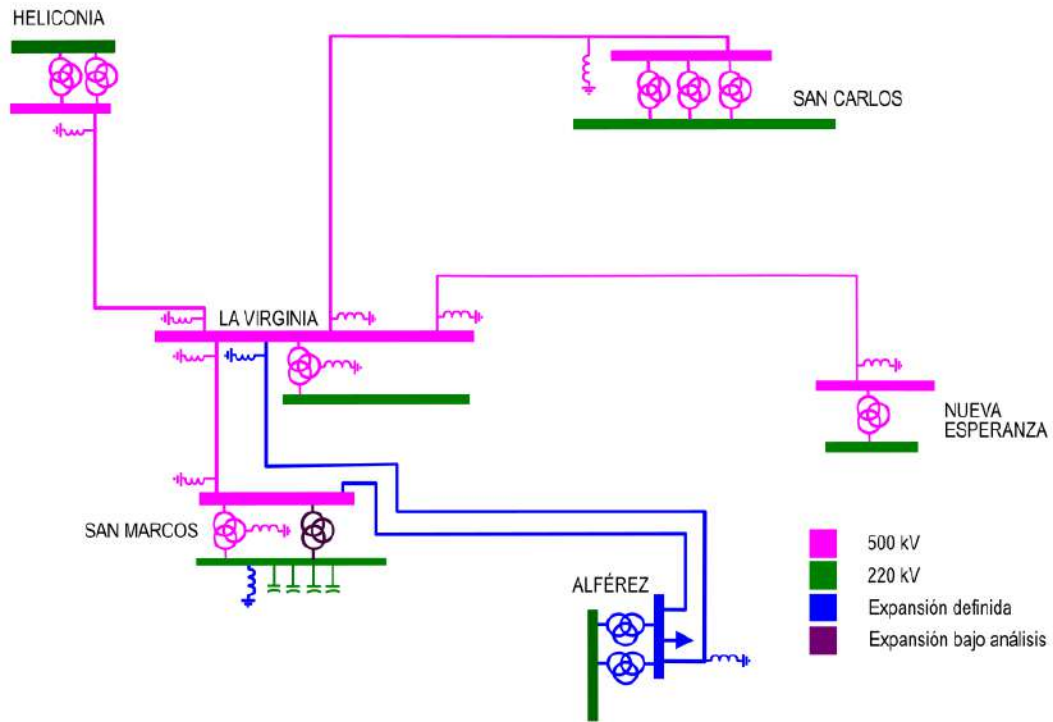 HELICONIA
SAN CARLOS
LA VIRGINIA
NUEVA
ESPERANZA
SAN MARCOS
ALFÉREZ
500 kV
220 kV
Expansión definida
Expansión bajo análisis